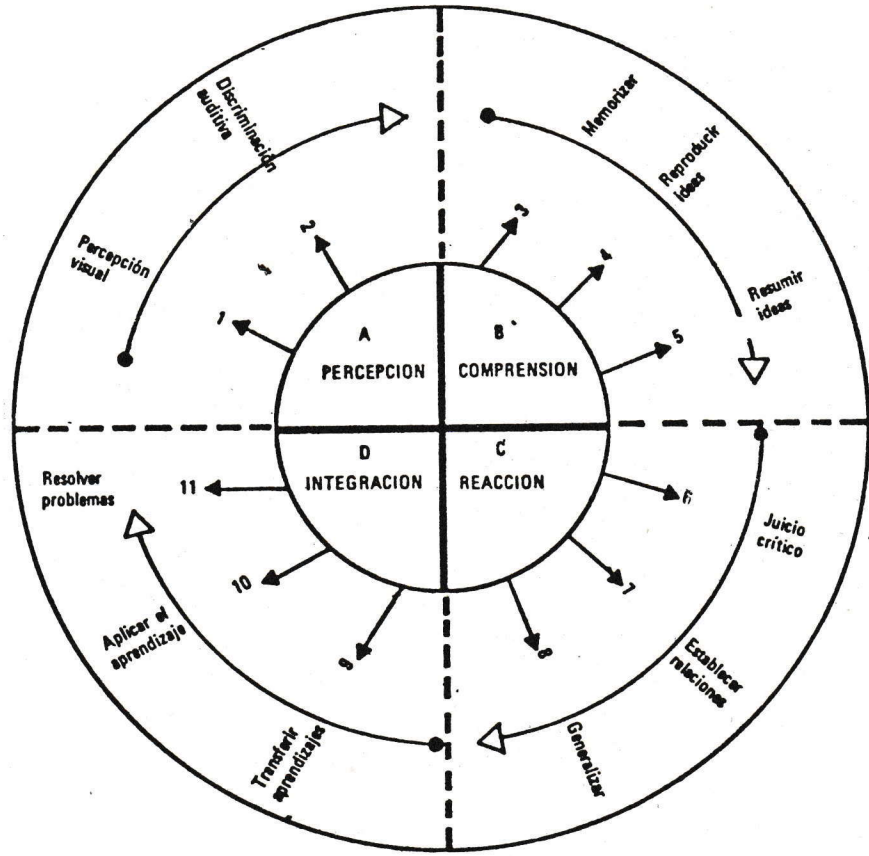 Percepción
visual
Discriminación
auditiva
1
2
A
PERCEPCION
Memorizar
Reproducir
ideas
Resumir
ideas
3
4
5
B
COMPRENSION
Juicio
crítico
Establecer
relaciones
Generalizar
6
7
8
C
REACCION
Transferir
aprendizajes
Aplicar el
aprendizaje
Resolver
problemas
9
10
11
D
INTEGRACION